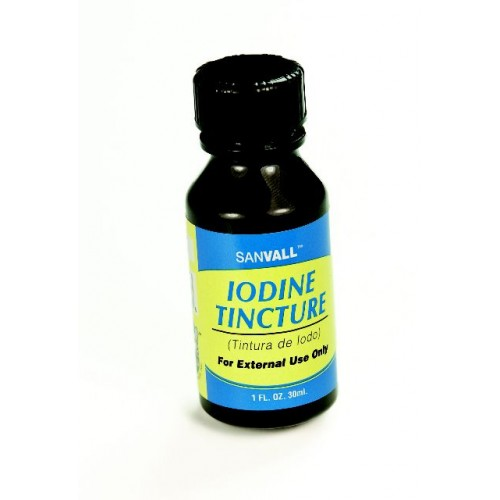 SANVALL™
IODINE
TINCTURE
(Tintura de Iodo)
For External Use Only
1 FL. OZ. 30ml.